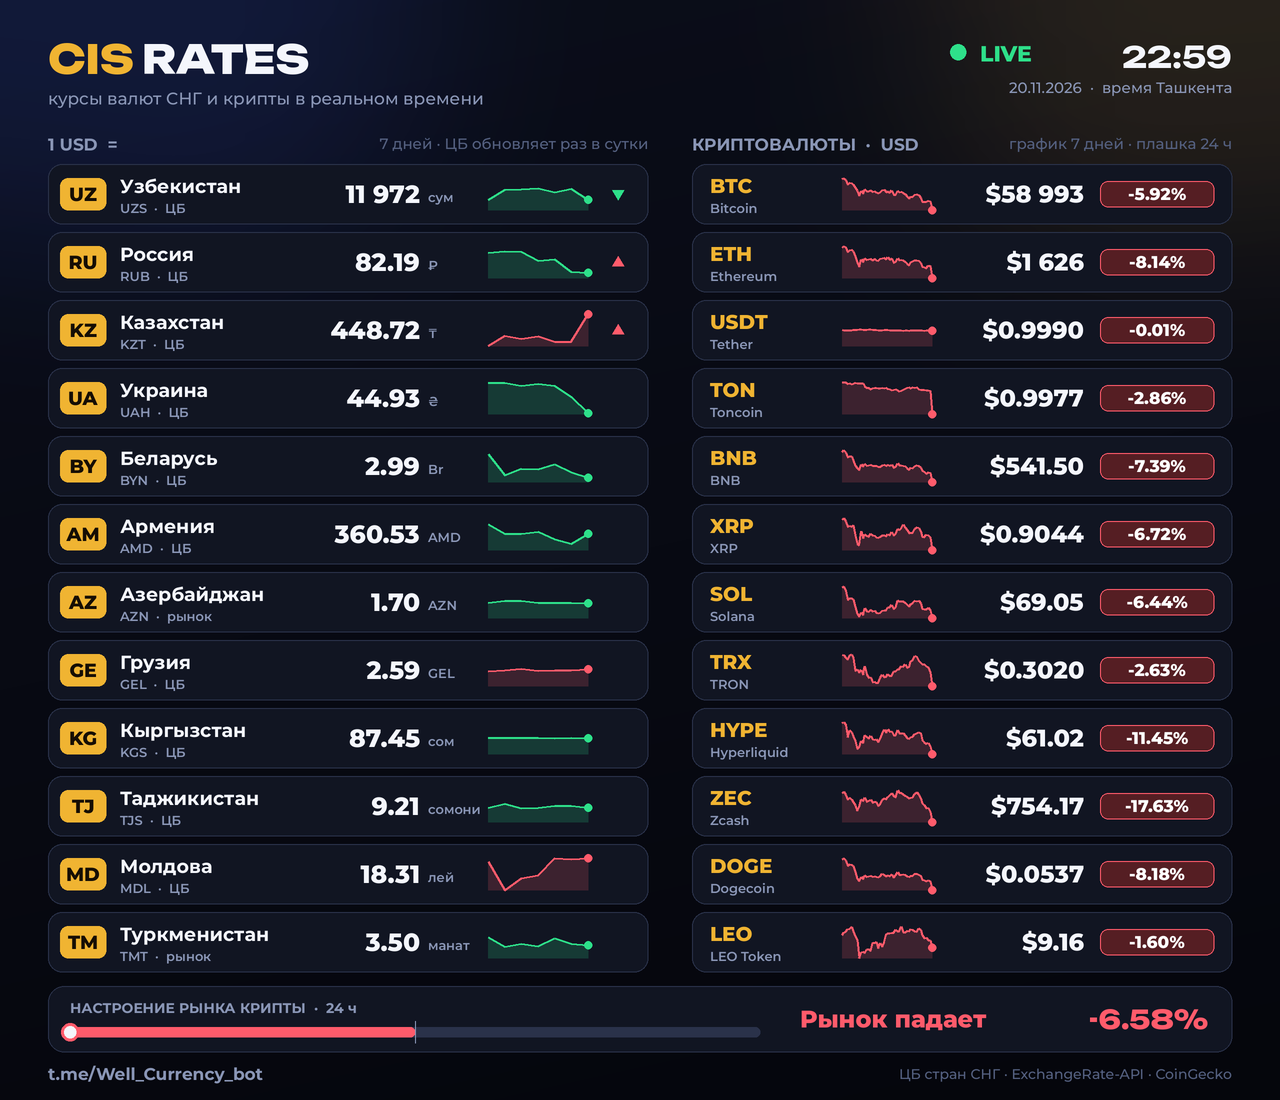 CIS RATES
курсы валют СНГ и крипты в реальном времени
LIVE 22:59
20.11.2026 · время Ташкента
1 USD =
7 дней · ЦБ обновляет раз в сутки
UZ Узбекистан 11 972 сум
UZS · ЦБ
RU Россия 82.19 ₽
RUB · ЦБ
KZ Казахстан 448.72 ₸
KZT · ЦБ
UA Украина 44.93 ₴
UAH · ЦБ
BY Беларусь 2.99 Br
BYN · ЦБ
AM Армения 360.53 AMD
AMD · ЦБ
AZ Азербайджан 1.70 AZN
AZN · рынок
GE Грузия 2.59 GEL
GEL · ЦБ
KG Кыргызстан 87.45 сом
KGS · ЦБ
TJ Таджикистан 9.21 сомони
TJS · ЦБ
MD Молдова 18.31 лей
MDL · ЦБ
TM Туркменистан 3.50 манат
TMT · рынок
КРИПТОВАЛЮТЫ · USD
график 7 дней · плашка 24 ч
BTC $58 993 -5.92%
Bitcoin
ETH $1 626 -8.14%
Ethereum
USDT $0.9990 -0.01%
Tether
TON $0.9977 -2.86%
Toncoin
BNB $541.50 -7.39%
BNB
XRP $0.9044 -6.72%
XRP
SOL $69.05 -6.44%
Solana
TRX $0.3020 -2.63%
TRON
HYPE $61.02 -11.45%
Hyperliquid
ZEC $754.17 -17.63%
Zcash
DOGE $0.0537 -8.18%
Dogecoin
LEO $9.16 -1.60%
LEO Token
НАСТРОЕНИЕ РЫНКА КРИПТЫ · 24 ч
Рынок падает -6.58%
t.me/Well_Currency_bot
ЦБ стран СНГ · ExchangeRate-API · CoinGecko